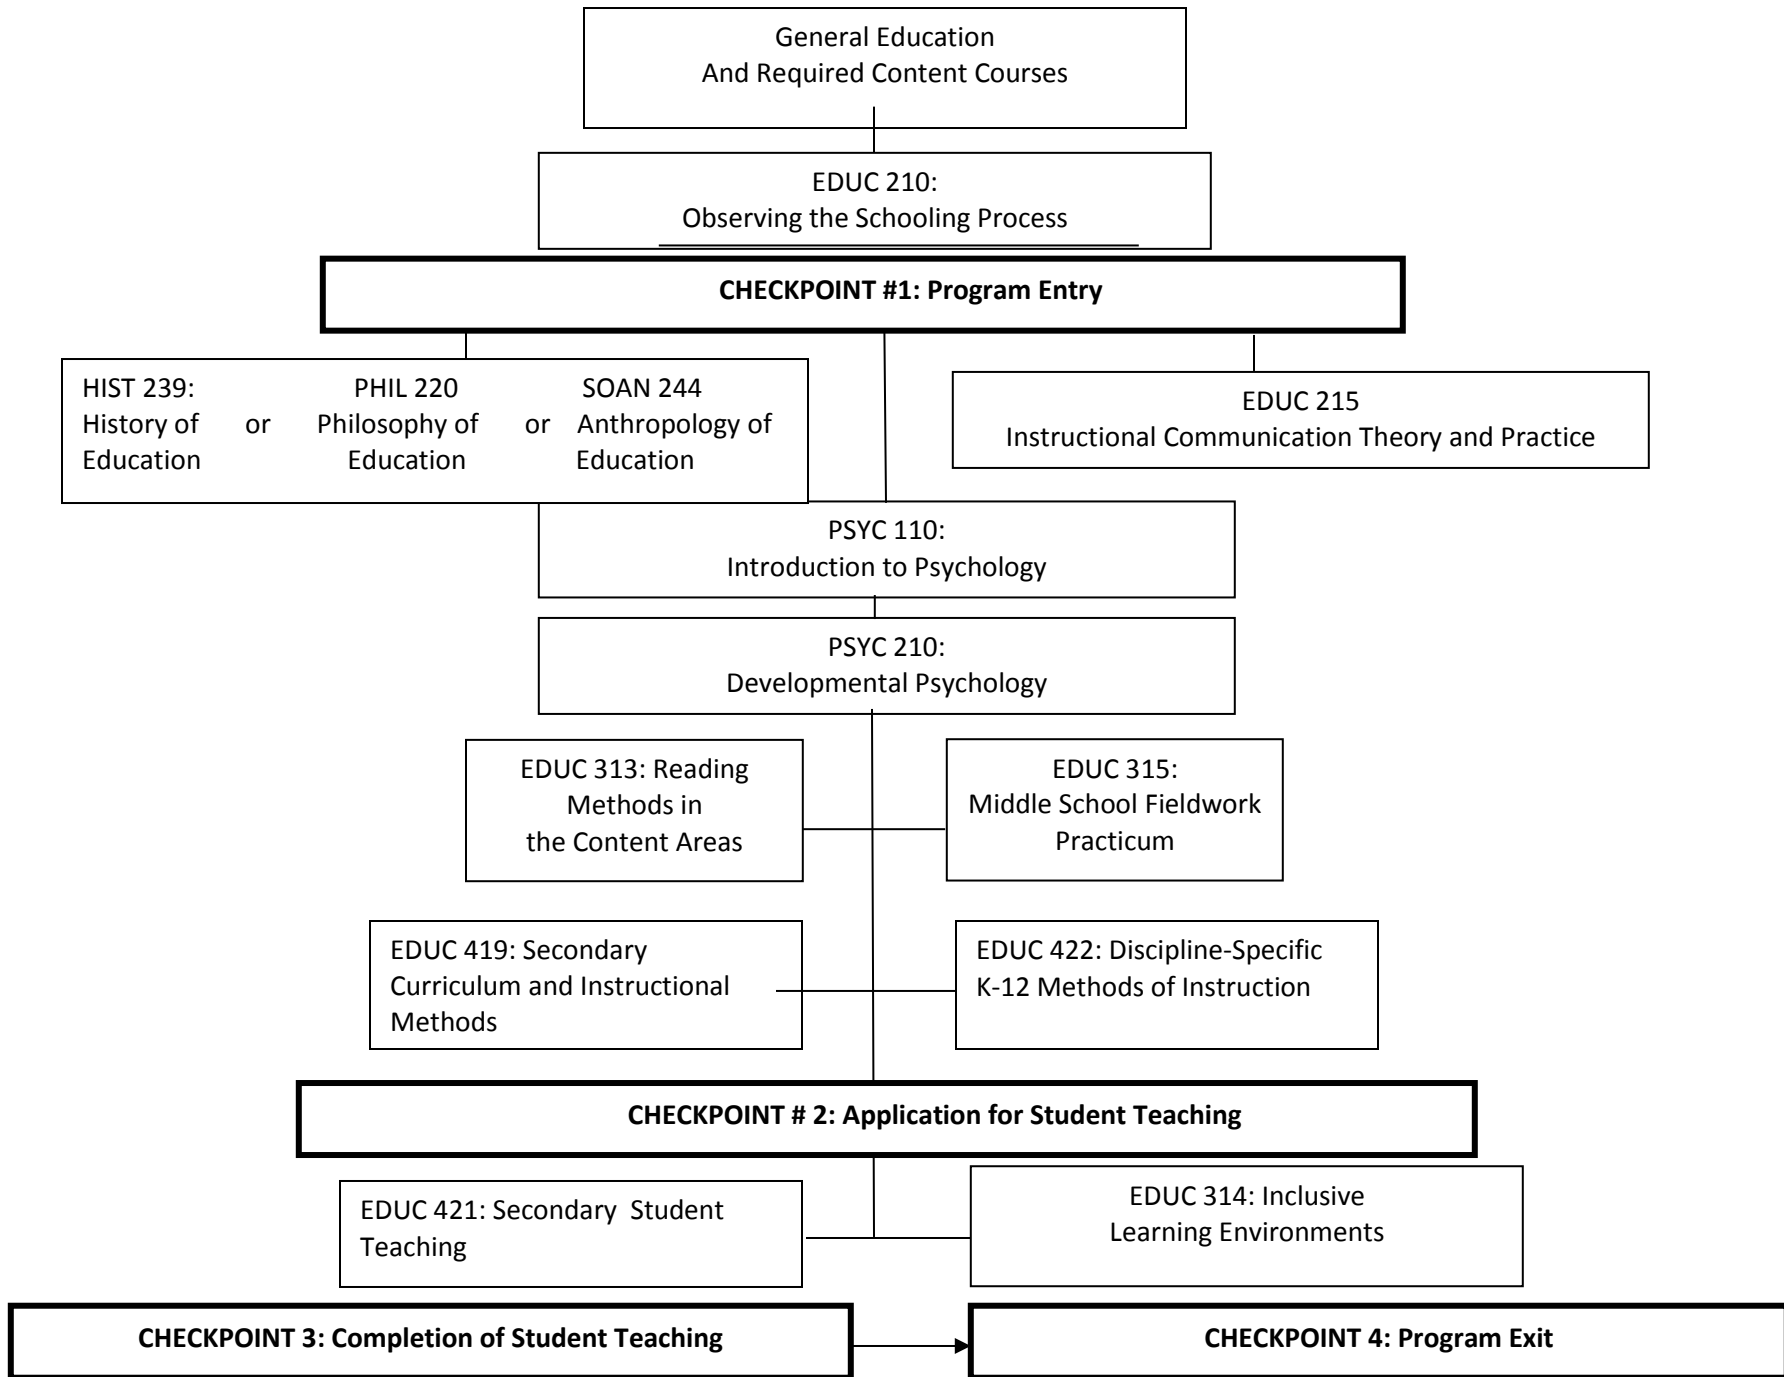 General Education
And Required Content Courses
EDUC 210:
Observing the Schooling Process
CHECKPOINT #1: Program Entry
HIST 239: PHIL 220 SOAN 244
History of or Philosophy of or Anthropology of
Education Education Education
EDUC 215
Instructional Communication Theory and Practice
PSYC 110:
Introduction to Psychology
PSYC 210:
Developmental Psychology
EDUC 313: Reading
Methods in
the Content Areas
EDUC 315:
Middle School Fieldwork
Practicum
EDUC 419: Secondary
Curriculum and Instructional
Methods
EDUC 422: Discipline-Specific
K-12 Methods of Instruction
CHECKPOINT # 2: Application for Student Teaching
EDUC 421: Secondary  Student
Teaching
EDUC 314: Inclusive
Learning Environments
CHECKPOINT 3: Completion of Student Teaching
CHECKPOINT 4: Program Exit